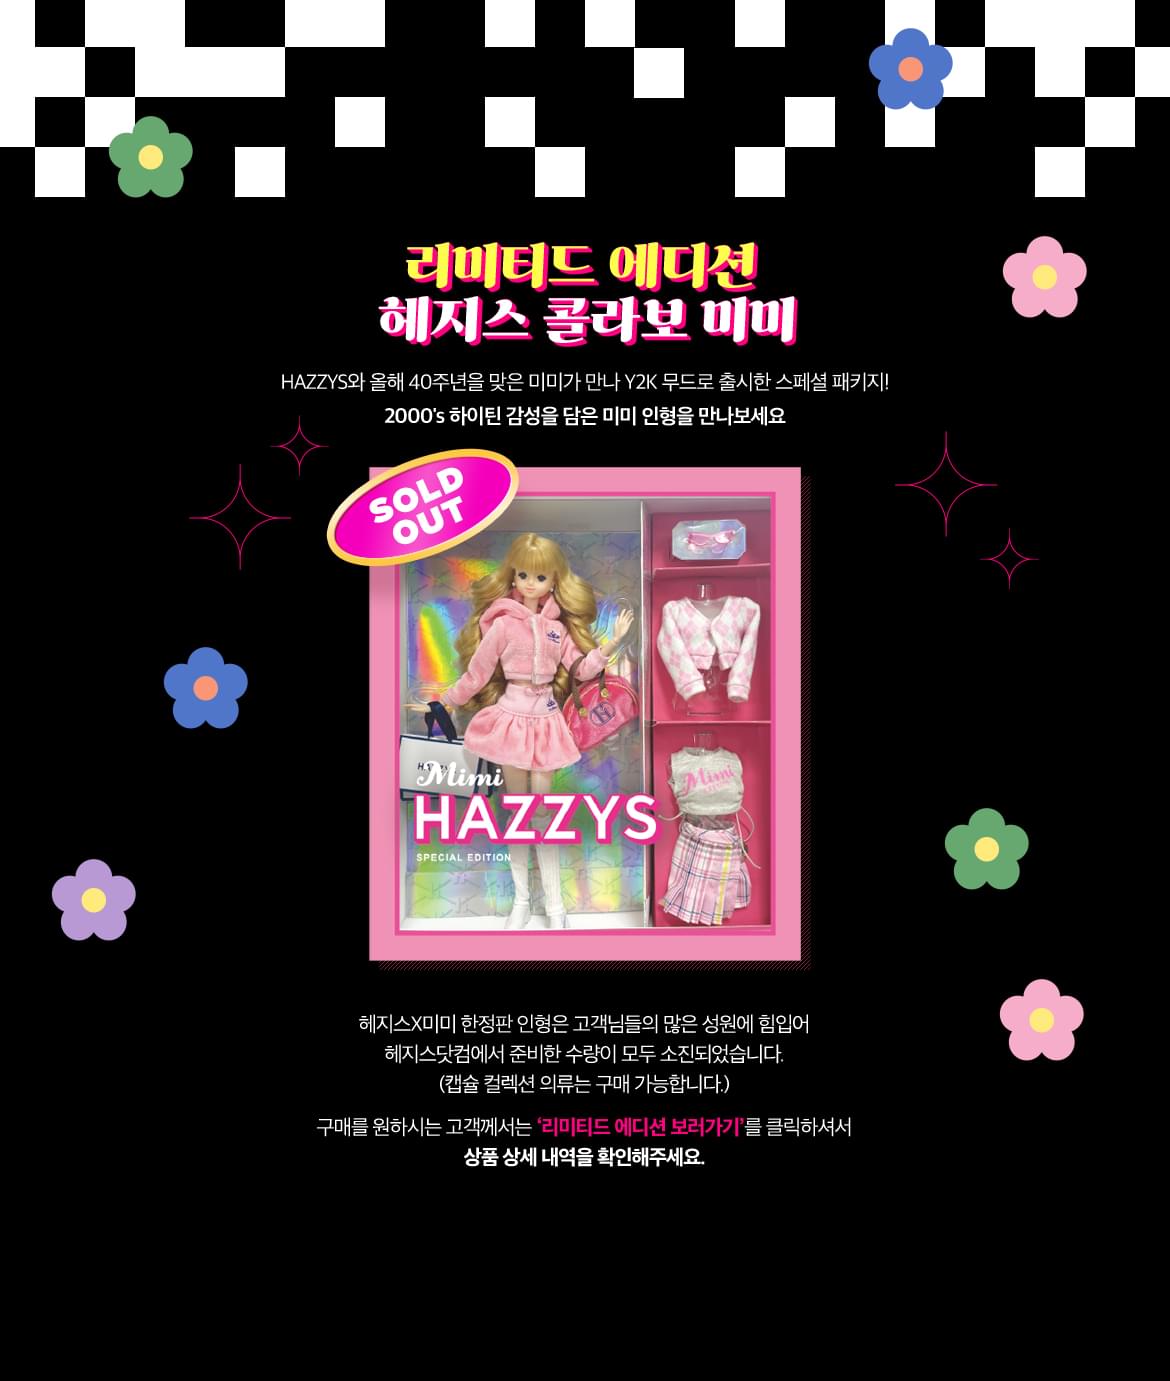 리미티드 에디션
헤지스 콜라보 미미
HAZZYS와 올해 40주년을 맞은 미미가 만나 Y2K 무드로 출시한 스페셜 패키지!
2000's 하이틴 감성을 담은 미미 인형을 만나보세요
SOLD
OUT
Mimi
HAZZYS
SPECIAL EDITION
Mimi
헤지스X미미 한정판 인형은 고객님들의 많은 성원에 힘입어
헤지스닷컴에서 준비한 수량이 모두 소진되었습니다.
(캡슐 컬렉션 의류는 구매 가능합니다.)
구매를 원하시는 고객께서는 ‘리미티드 에디션 보러가기’를 클릭하셔서
상품 상세 내역을 확인해주세요.